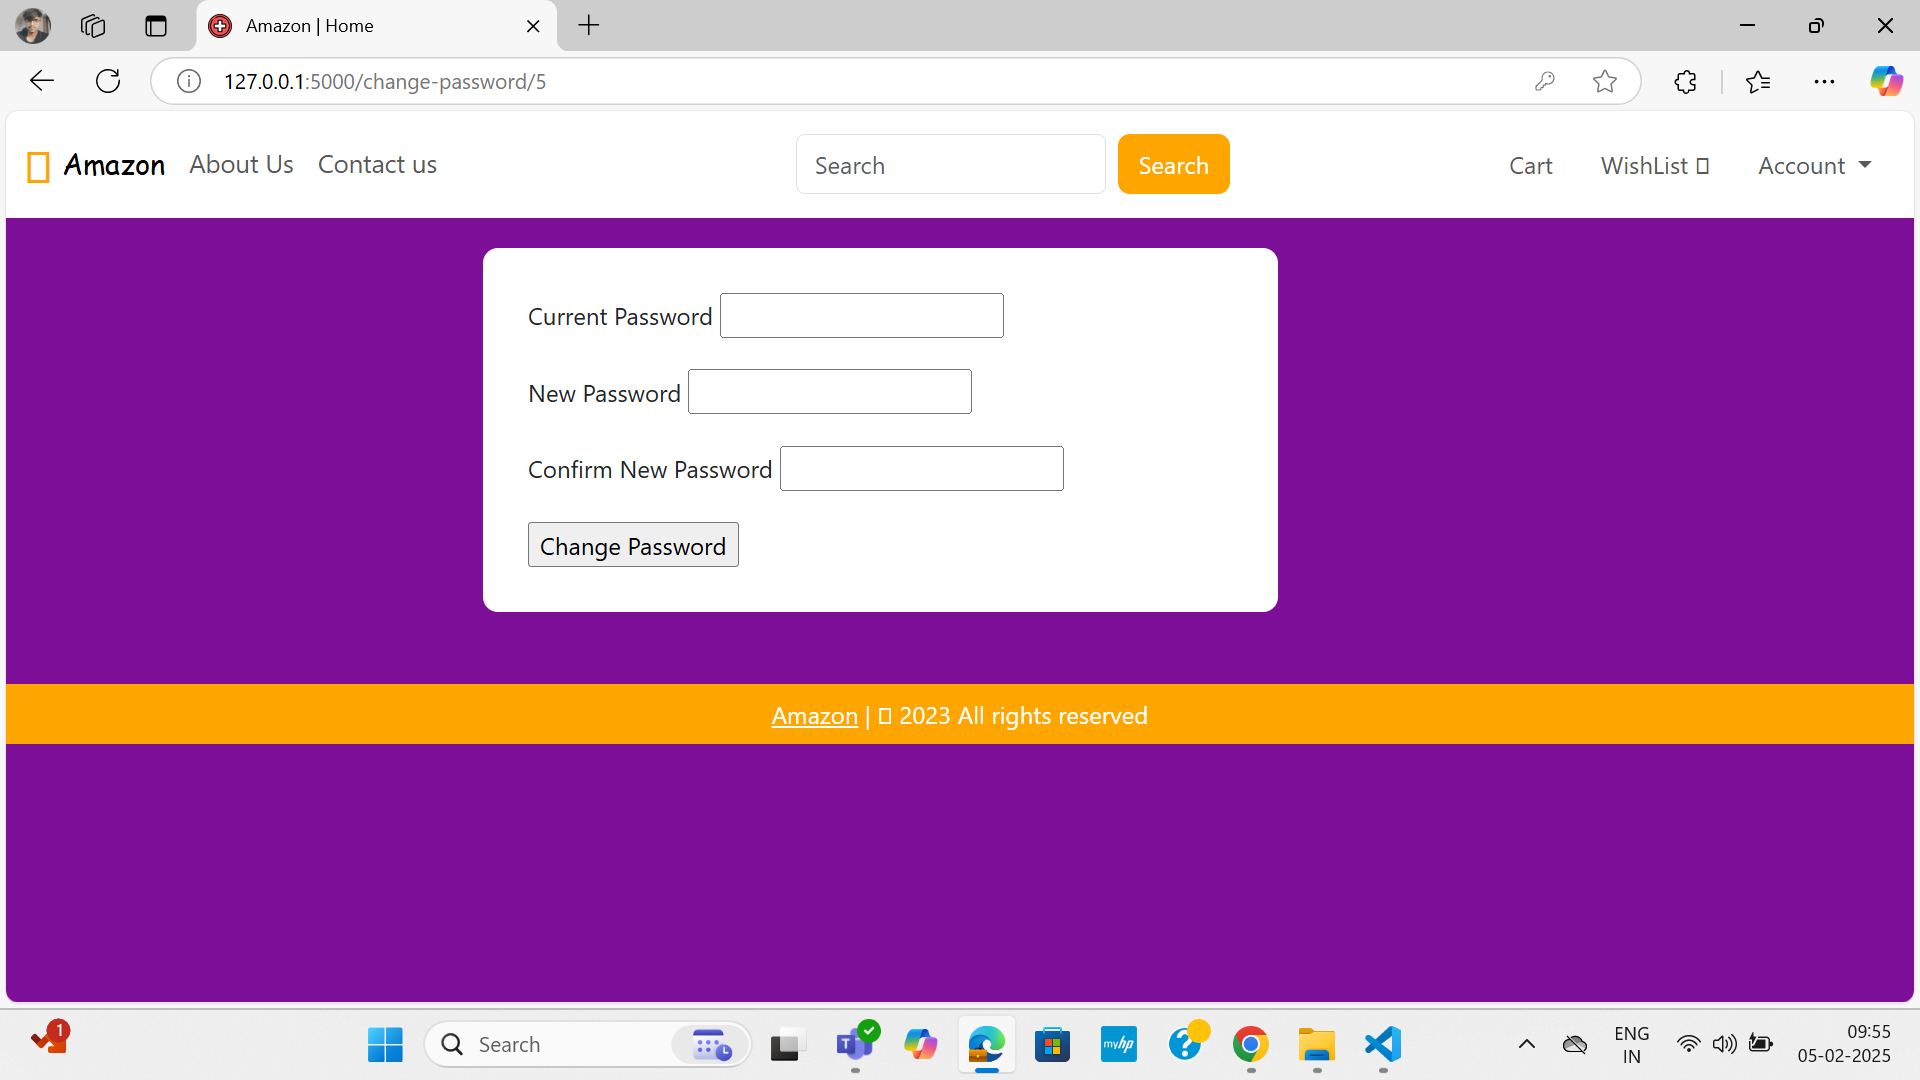 Amazon | Home
127.0.0.1:5000/change-password/5
Amazon About Us Contact us Search Search Cart WishList Account
Current Password
New Password
Confirm New Password
Change Password
Amazon | 2023 All rights reserved
1
Search
T
myhp
?
ENG
IN
09:55
05-02-2025